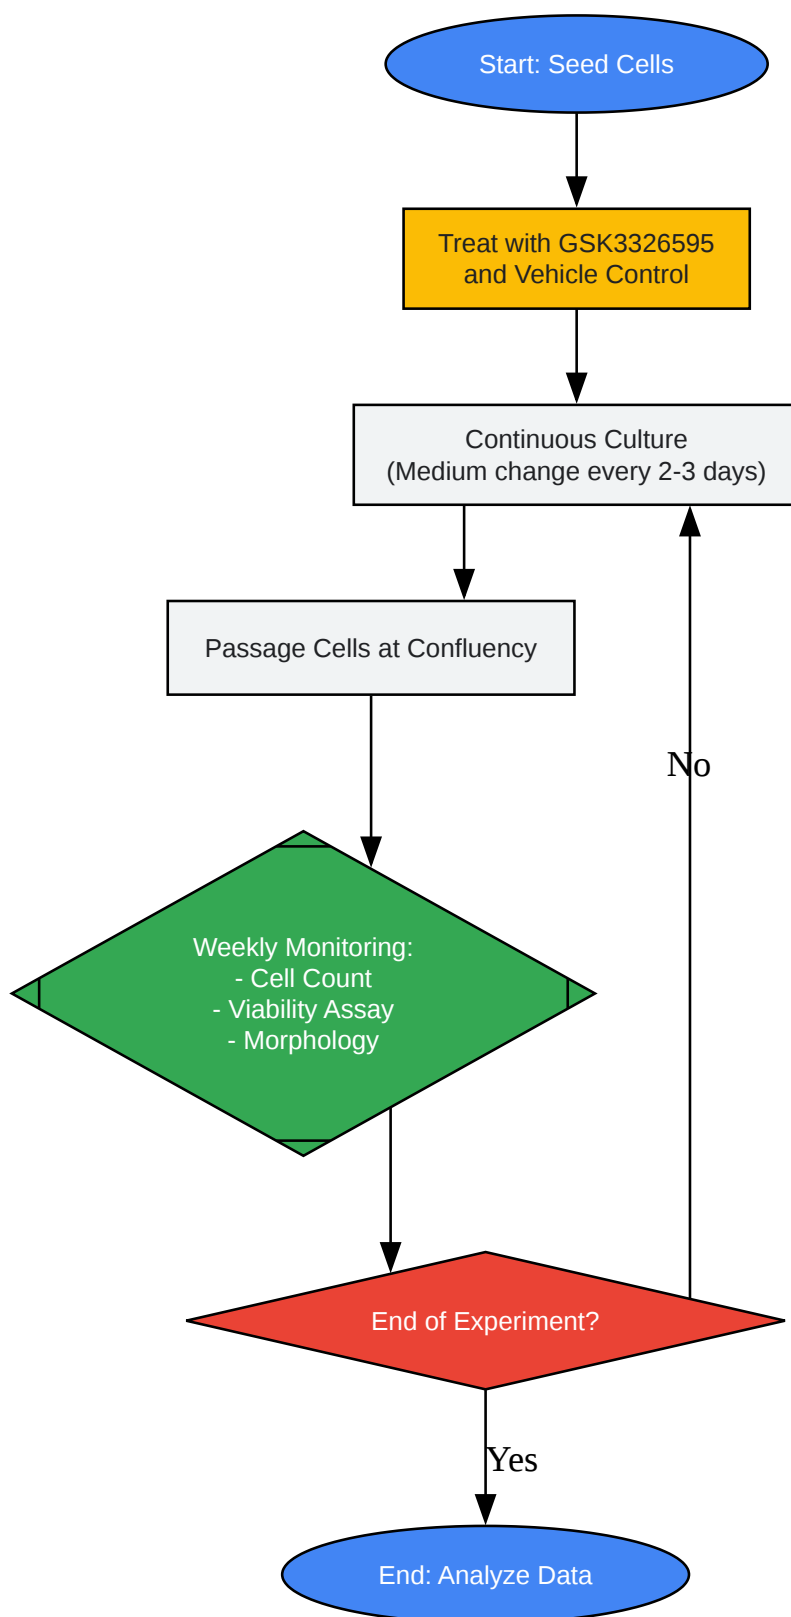 Start: Seed Cells
Treat with GSK3326595
and Vehicle Control
Continuous Culture
(Medium change every 2-3 days)
Passage Cells at Confluency
No
Weekly Monitoring:
- Cell Count
- Viability Assay
- Morphology
End of Experiment?
Yes
End: Analyze Data